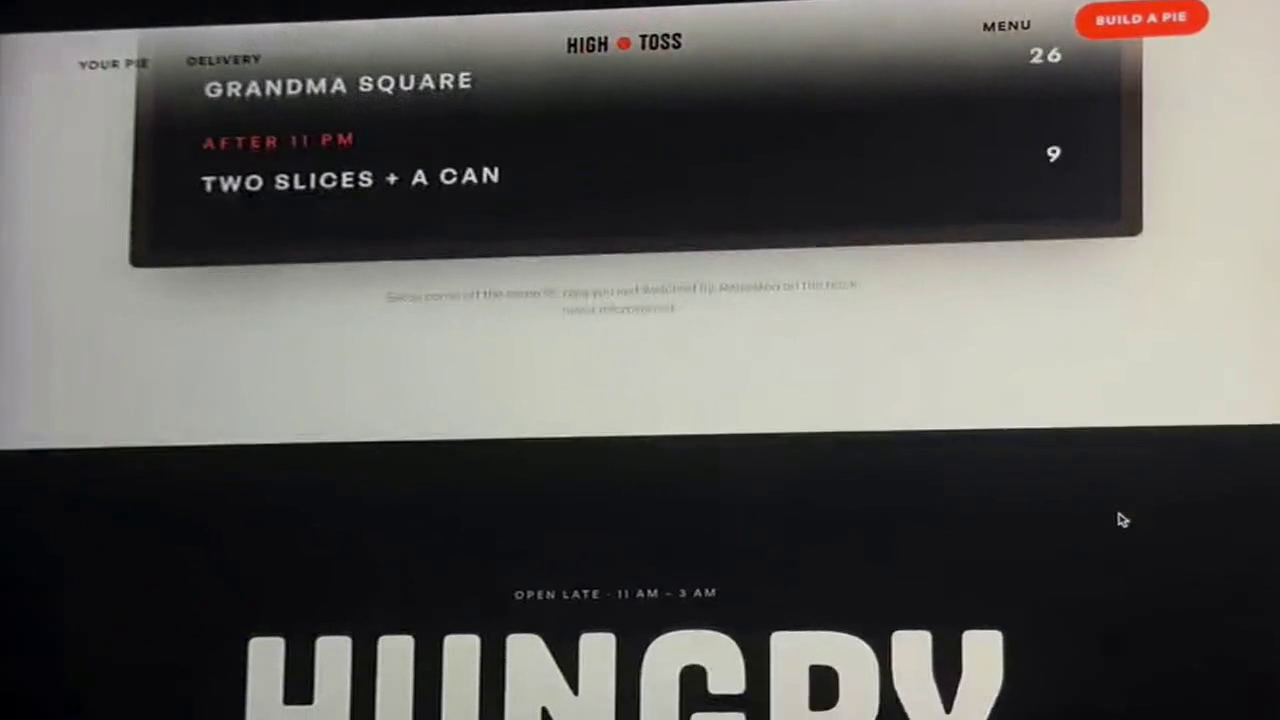 YOUR PIE DELIVERY HIGH TOSS MENU BUILD A PIE
GRANDMA SQUARE 26
AFTER 11 PM
TWO SLICES + A CAN 9
OPEN LATE · 11 AM – 3 AM
HUNGRY